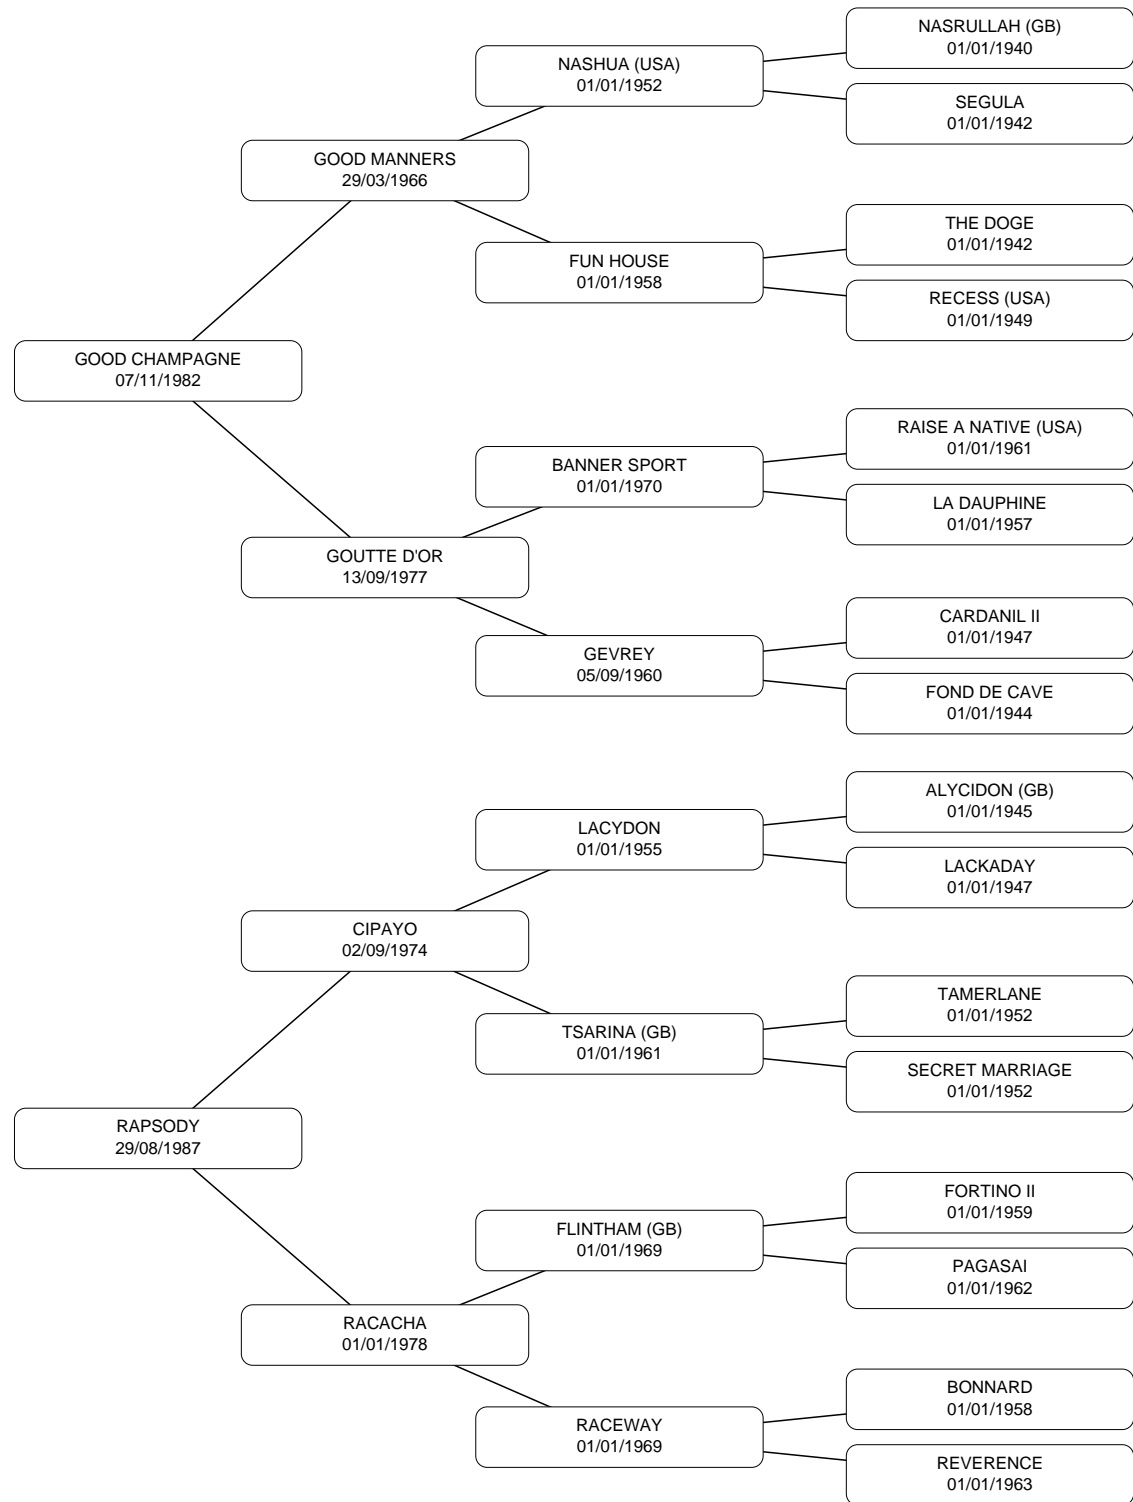 NASRULLAH (GB)
01/01/1940
NASHUA (USA)
01/01/1952
SEGULA
01/01/1942
GOOD MANNERS
29/03/1966
THE DOGE
01/01/1942
FUN HOUSE
01/01/1958
RECESS (USA)
01/01/1949
GOOD CHAMPAGNE
07/11/1982
RAISE A NATIVE (USA)
01/01/1961
BANNER SPORT
01/01/1970
LA DAUPHINE
01/01/1957
GOUTTE D'OR
13/09/1977
CARDANIL II
01/01/1947
GEVREY
05/09/1960
FOND DE CAVE
01/01/1944
ALYCIDON (GB)
01/01/1945
LACYDON
01/01/1955
LACKADAY
01/01/1947
CIPAYO
02/09/1974
TAMERLANE
01/01/1952
TSARINA (GB)
01/01/1961
SECRET MARRIAGE
01/01/1952
RAPSODY
29/08/1987
FORTINO II
01/01/1959
FLINTHAM (GB)
01/01/1969
PAGASAI
01/01/1962
RACACHA
01/01/1978
BONNARD
01/01/1958
RACEWAY
01/01/1969
REVERENCE
01/01/1963